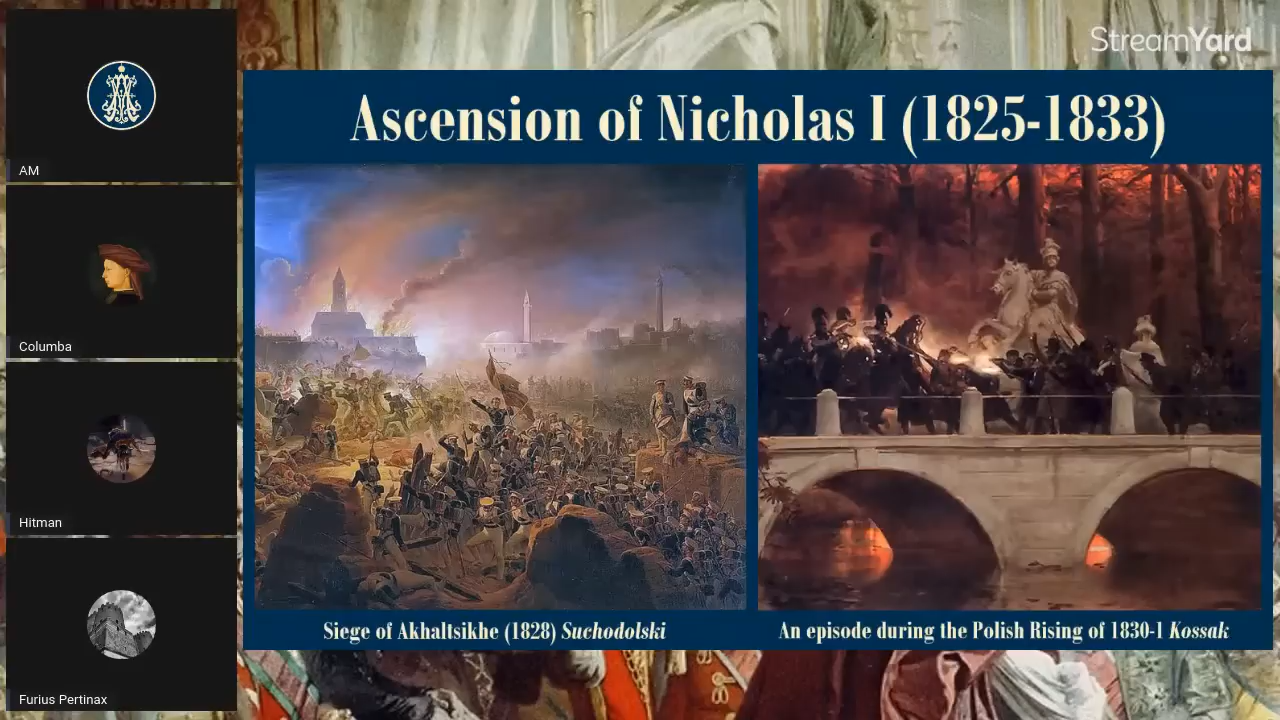 StreamYard
Ascension of Nicholas I (1825-1833)
AM
Columba
Hitman
Furius Pertinax
Siege of Akhaltsikhe (1828) Suchodolski
An episode during the Polish Rising of 1830-1 Kossak